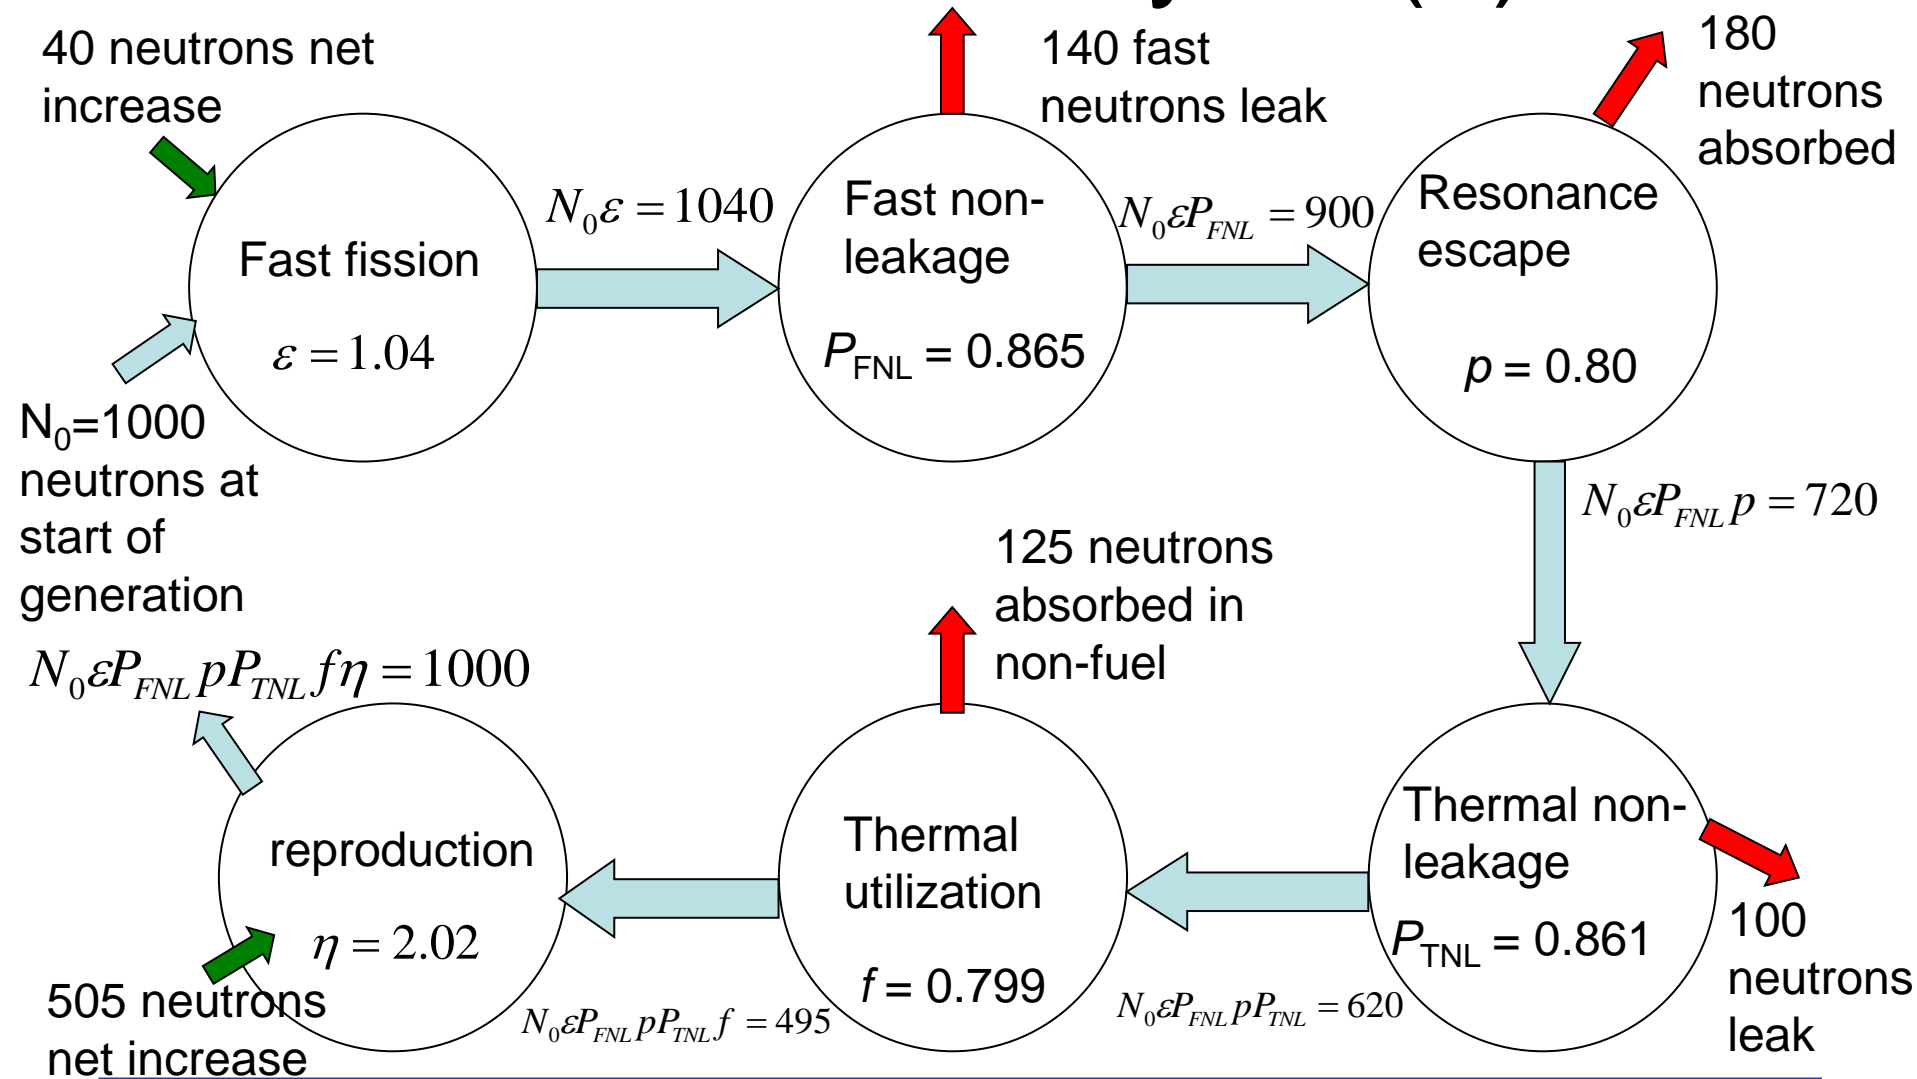 40 neutrons net
increase
140 fast
neutrons leak
180
neutrons
absorbed
Fast fission
ε = 1.04
N₀ε = 1040
Fast non-
leakage
P_FNL = 0.865
N₀εP_FNL = 900
Resonance
escape
p = 0.80
N₀=1000
neutrons at
start of
generation
N₀εP_FNL p = 720
125 neutrons
absorbed in
non-fuel
N₀εP_FNL pP_TNL fη = 1000
reproduction
η = 2.02
505 neutrons
net increase
N₀εP_FNL pP_TNL f = 495
Thermal
utilization
f = 0.799
N₀εP_FNL pP_TNL = 620
Thermal non-
leakage
P_TNL = 0.861
100
neutrons
leak